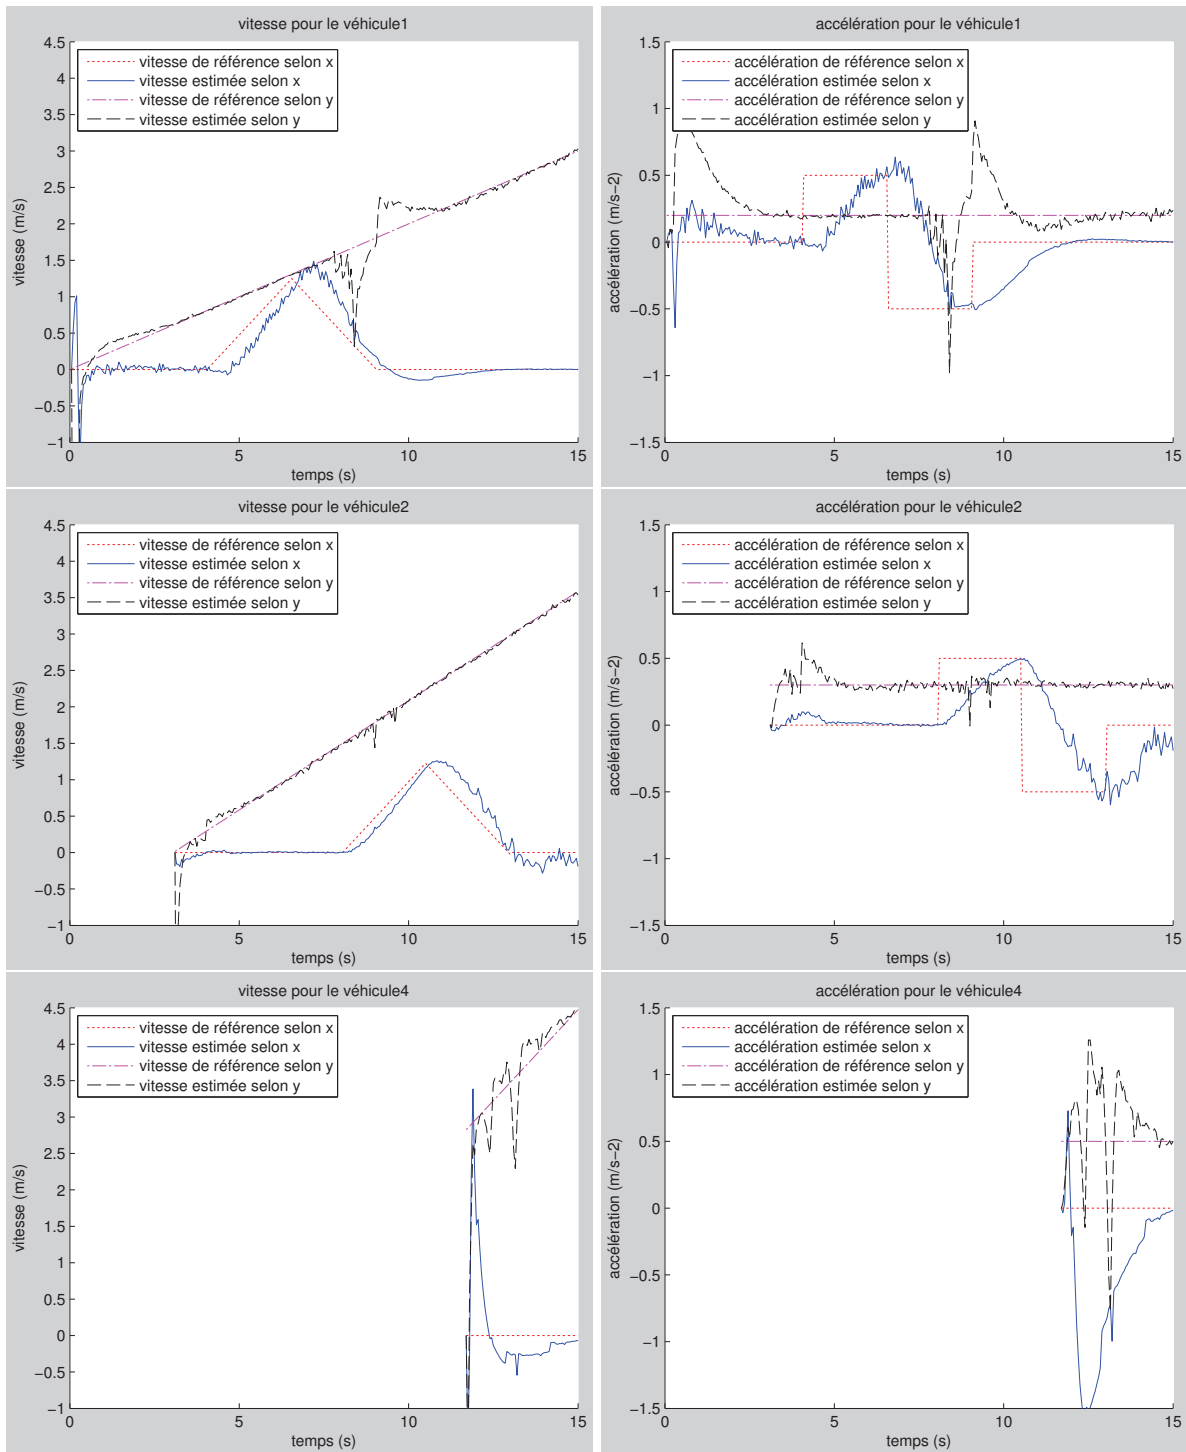 vitesse pour le véhicule1
4.5
4
3.5
3
2.5
2
1.5
1
0.5
0
−0.5
−1
vitesse (m/s)
vitesse de référence selon x
vitesse estimée selon x
vitesse de référence selon y
vitesse estimée selon y
0 5 10 15
temps (s)
accélération pour le véhicule1
1.5
1
0.5
0
−0.5
−1
−1.5
accélération (m/s−2)
accélération de référence selon x
accélération estimée selon x
accélération de référence selon y
accélération estimée selon y
0 5 10 15
temps (s)
vitesse pour le véhicule2
4.5
4
3.5
3
2.5
2
1.5
1
0.5
0
−0.5
−1
vitesse (m/s)
vitesse de référence selon x
vitesse estimée selon x
vitesse de référence selon y
vitesse estimée selon y
0 5 10 15
temps (s)
accélération pour le véhicule2
1.5
1
0.5
0
−0.5
−1
−1.5
accélération (m/s−2)
accélération de référence selon x
accélération estimée selon x
accélération de référence selon y
accélération estimée selon y
0 5 10 15
temps (s)
vitesse pour le véhicule4
4.5
4
3.5
3
2.5
2
1.5
1
0.5
0
−0.5
−1
vitesse (m/s)
vitesse de référence selon x
vitesse estimée selon x
vitesse de référence selon y
vitesse estimée selon y
0 5 10 15
temps (s)
accélération pour le véhicule4
1.5
1
0.5
0
−0.5
−1
−1.5
accélération (m/s−2)
accélération de référence selon x
accélération estimée selon x
accélération de référence selon y
accélération estimée selon y
0 5 10 15
temps (s)